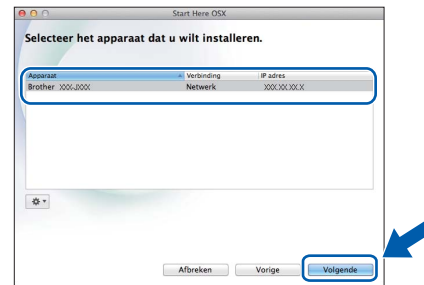 Start Here OSX
Selecteer het apparaat dat u wilt installeren.
Apparaat Verbinding IP adres
Brother XXX-JXXX Netwerk XXX.XX.XX.X
Afbreken Vorige Volgende